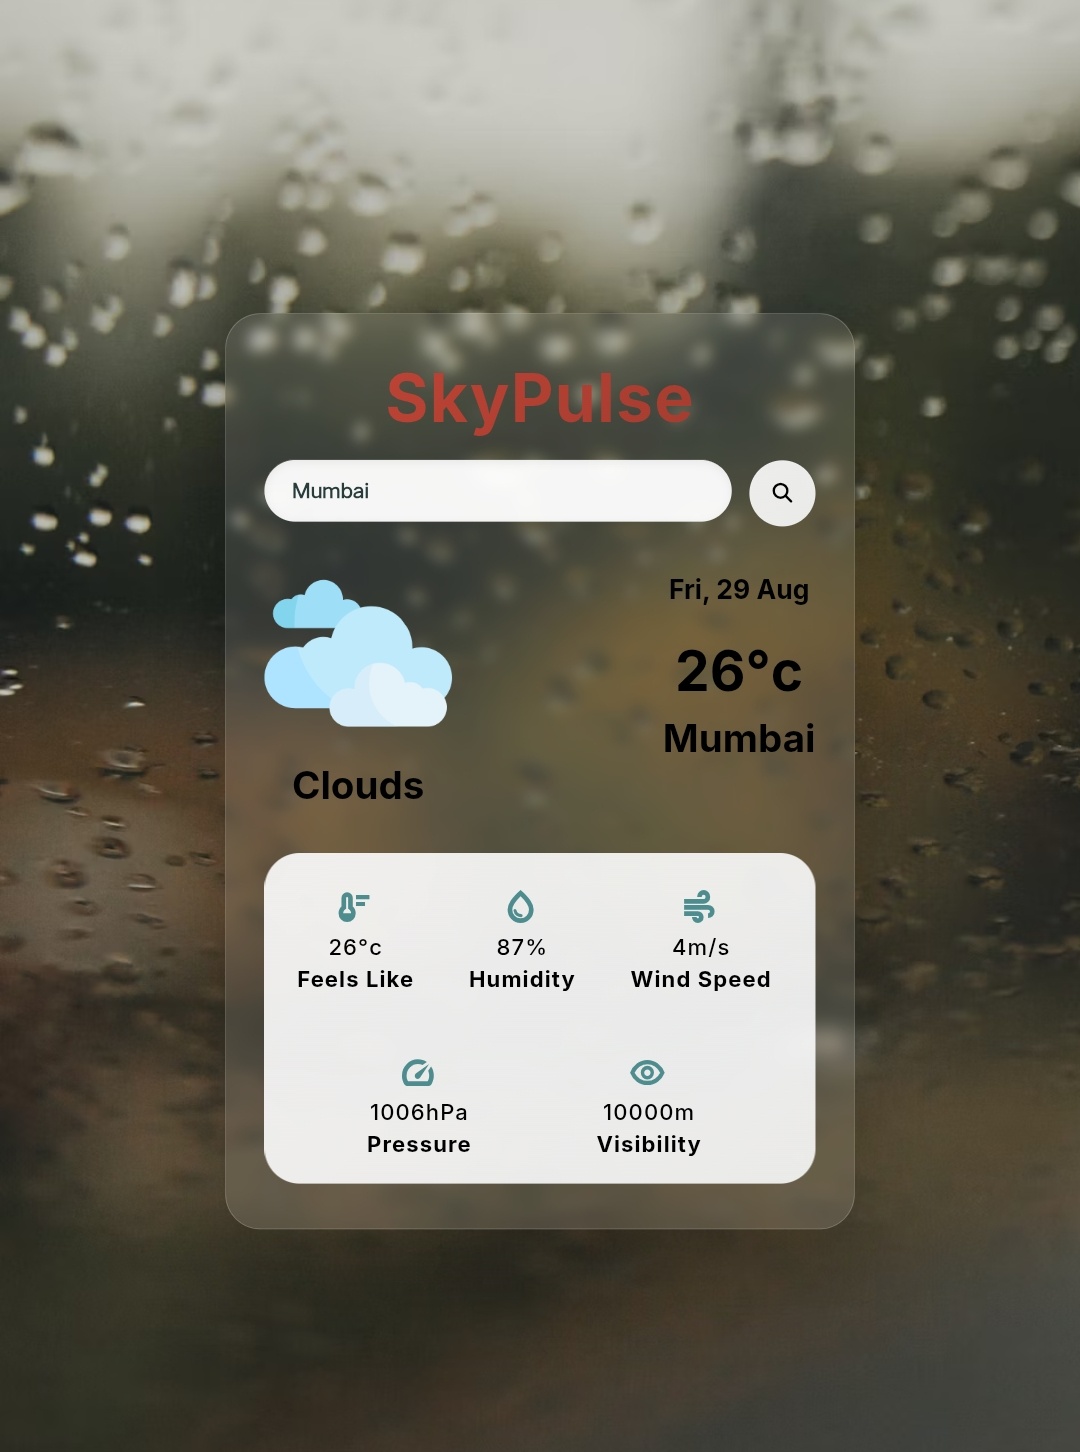 SkyPulse
Mumbai
Fri, 29 Aug
26°c
Mumbai
Clouds
26°c
Feels Like
87%
Humidity
4m/s
Wind Speed
1006hPa
Pressure
10000m
Visibility